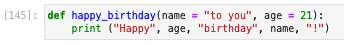 [145]: def happy_birthday(name = "to you", age = 21):
print ("Happy", age, "birthday", name, "!")